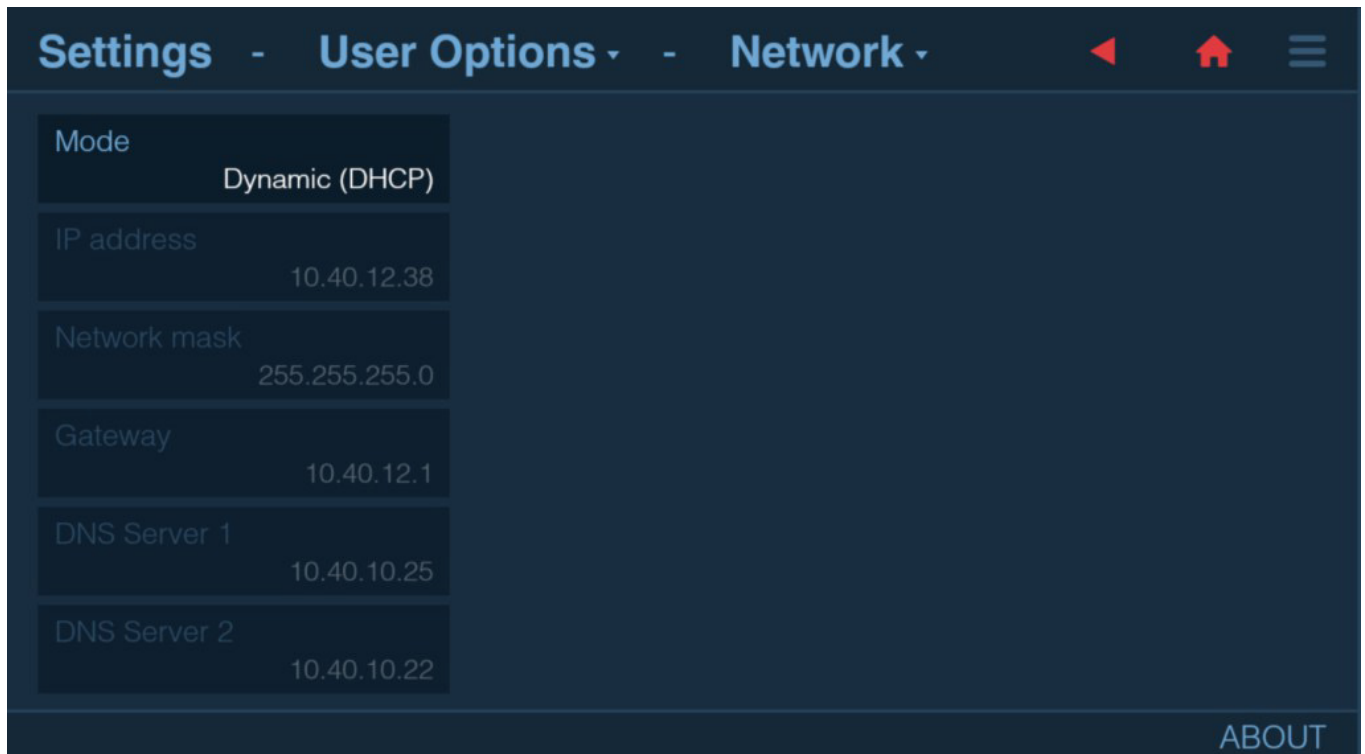 Settings - User Options - Network
Mode
Dynamic (DHCP)
IP address
10.40.12.38
Network mask
255.255.255.0
Gateway
10.40.12.1
DNS Server 1
10.40.10.25
DNS Server 2
10.40.10.22
ABOUT